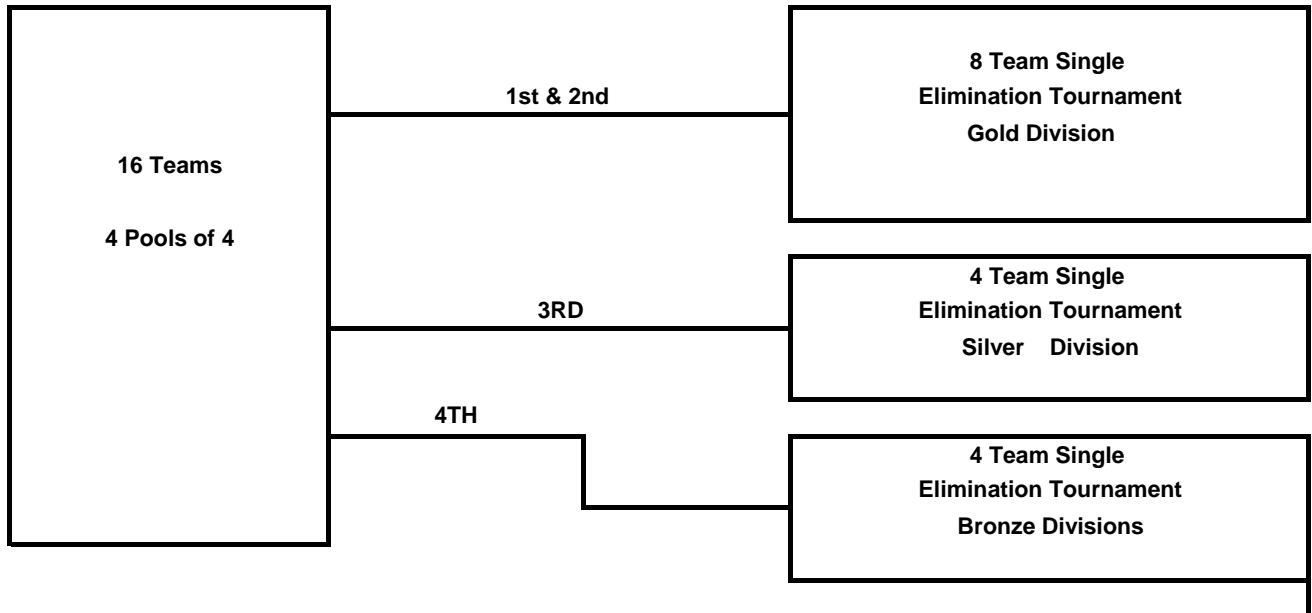 16 Teams
4 Pools of 4
1st & 2nd
8 Team Single
Elimination Tournament
Gold Division
3RD
4 Team Single
Elimination Tournament
Silver Division
4TH
4 Team Single
Elimination Tournament
Bronze Divisions